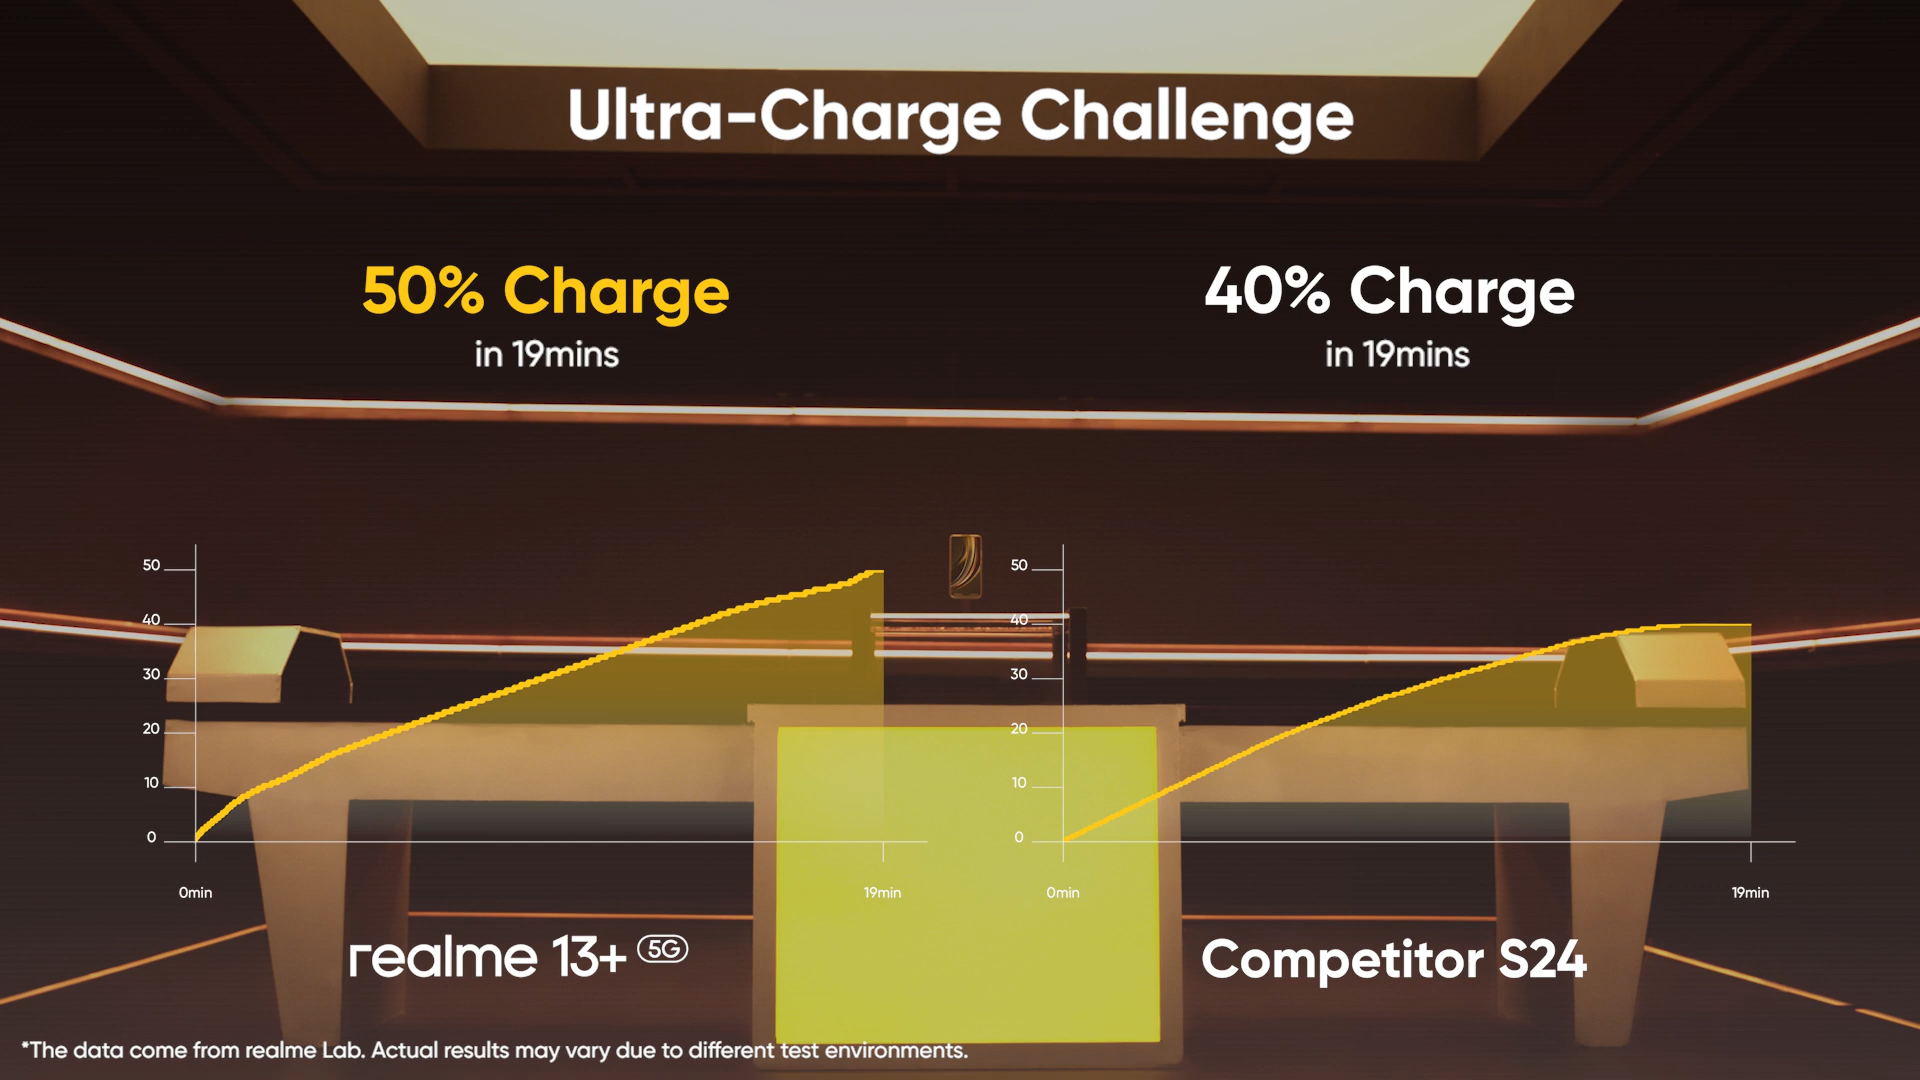 Ultra-Charge Challenge
50% Charge
in 19mins
40% Charge
in 19mins
50
40
30
20
10
0
0min
19min
50
40
30
20
10
0
0min
19min
realme 13+ 5G
Competitor S24
*The data come from realme Lab. Actual results may vary due to different test environments.